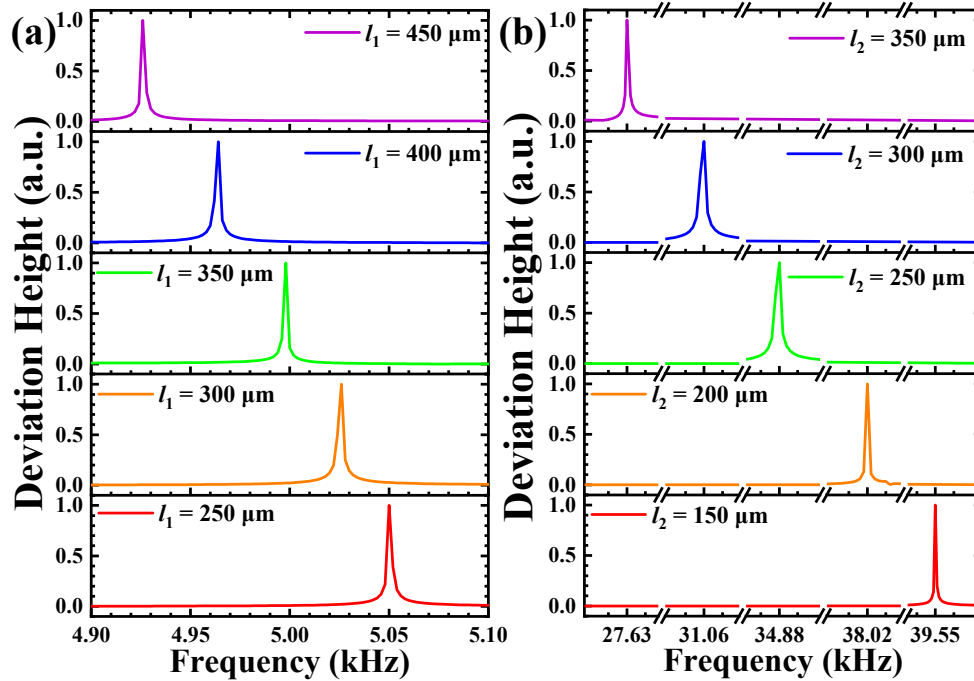 (a)
Deviation Height (a.u.)
l₁ = 450 μm
1.0
0.5
0.0
l₁ = 400 μm
1.0
0.5
0.0
l₁ = 350 μm
1.0
0.5
0.0
l₁ = 300 μm
1.0
0.5
0.0
l₁ = 250 μm
1.0
0.5
0.0
4.90 4.95 5.00 5.05 5.10
Frequency (kHz)
(b)
Deviation Height (a.u.)
l₂ = 350 μm
1.0
0.5
0.0
l₂ = 300 μm
1.0
0.5
0.0
l₂ = 250 μm
1.0
0.5
0.0
l₂ = 200 μm
1.0
0.5
0.0
l₂ = 150 μm
1.0
0.5
0.0
27.63 31.06 34.88 38.02 39.55
Frequency (kHz)